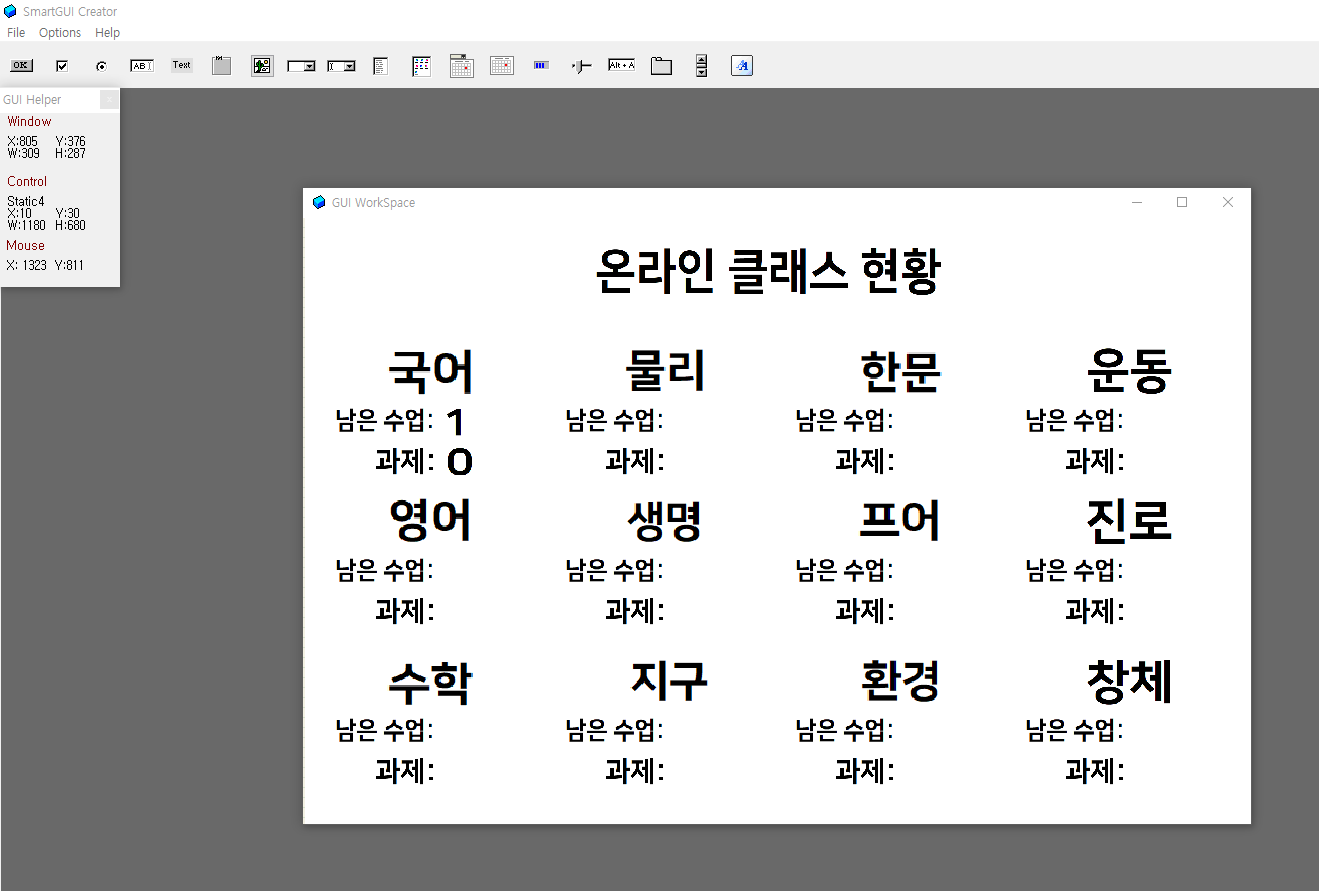 SmartGUI Creator
File Options Help
OK AB Text Alt + A A
GUI Helper x
Window
X:805 Y:376
W:309 H:287
Control
Static4
X:10 Y:30
W:1180 H:680
Mouse
X: 1323 Y:811
GUI WorkSpace
온라인 클래스 현황
국어 물리 한문 운동
남은 수업: 1 남은 수업: 남은 수업: 남은 수업:
과제: 0 과제: 과제: 과제:
영어 생명 프어 진로
남은 수업: 남은 수업: 남은 수업: 남은 수업:
과제: 과제: 과제: 과제:
수학 지구 환경 창체
남은 수업: 남은 수업: 남은 수업: 남은 수업:
과제: 과제: 과제: 과제: